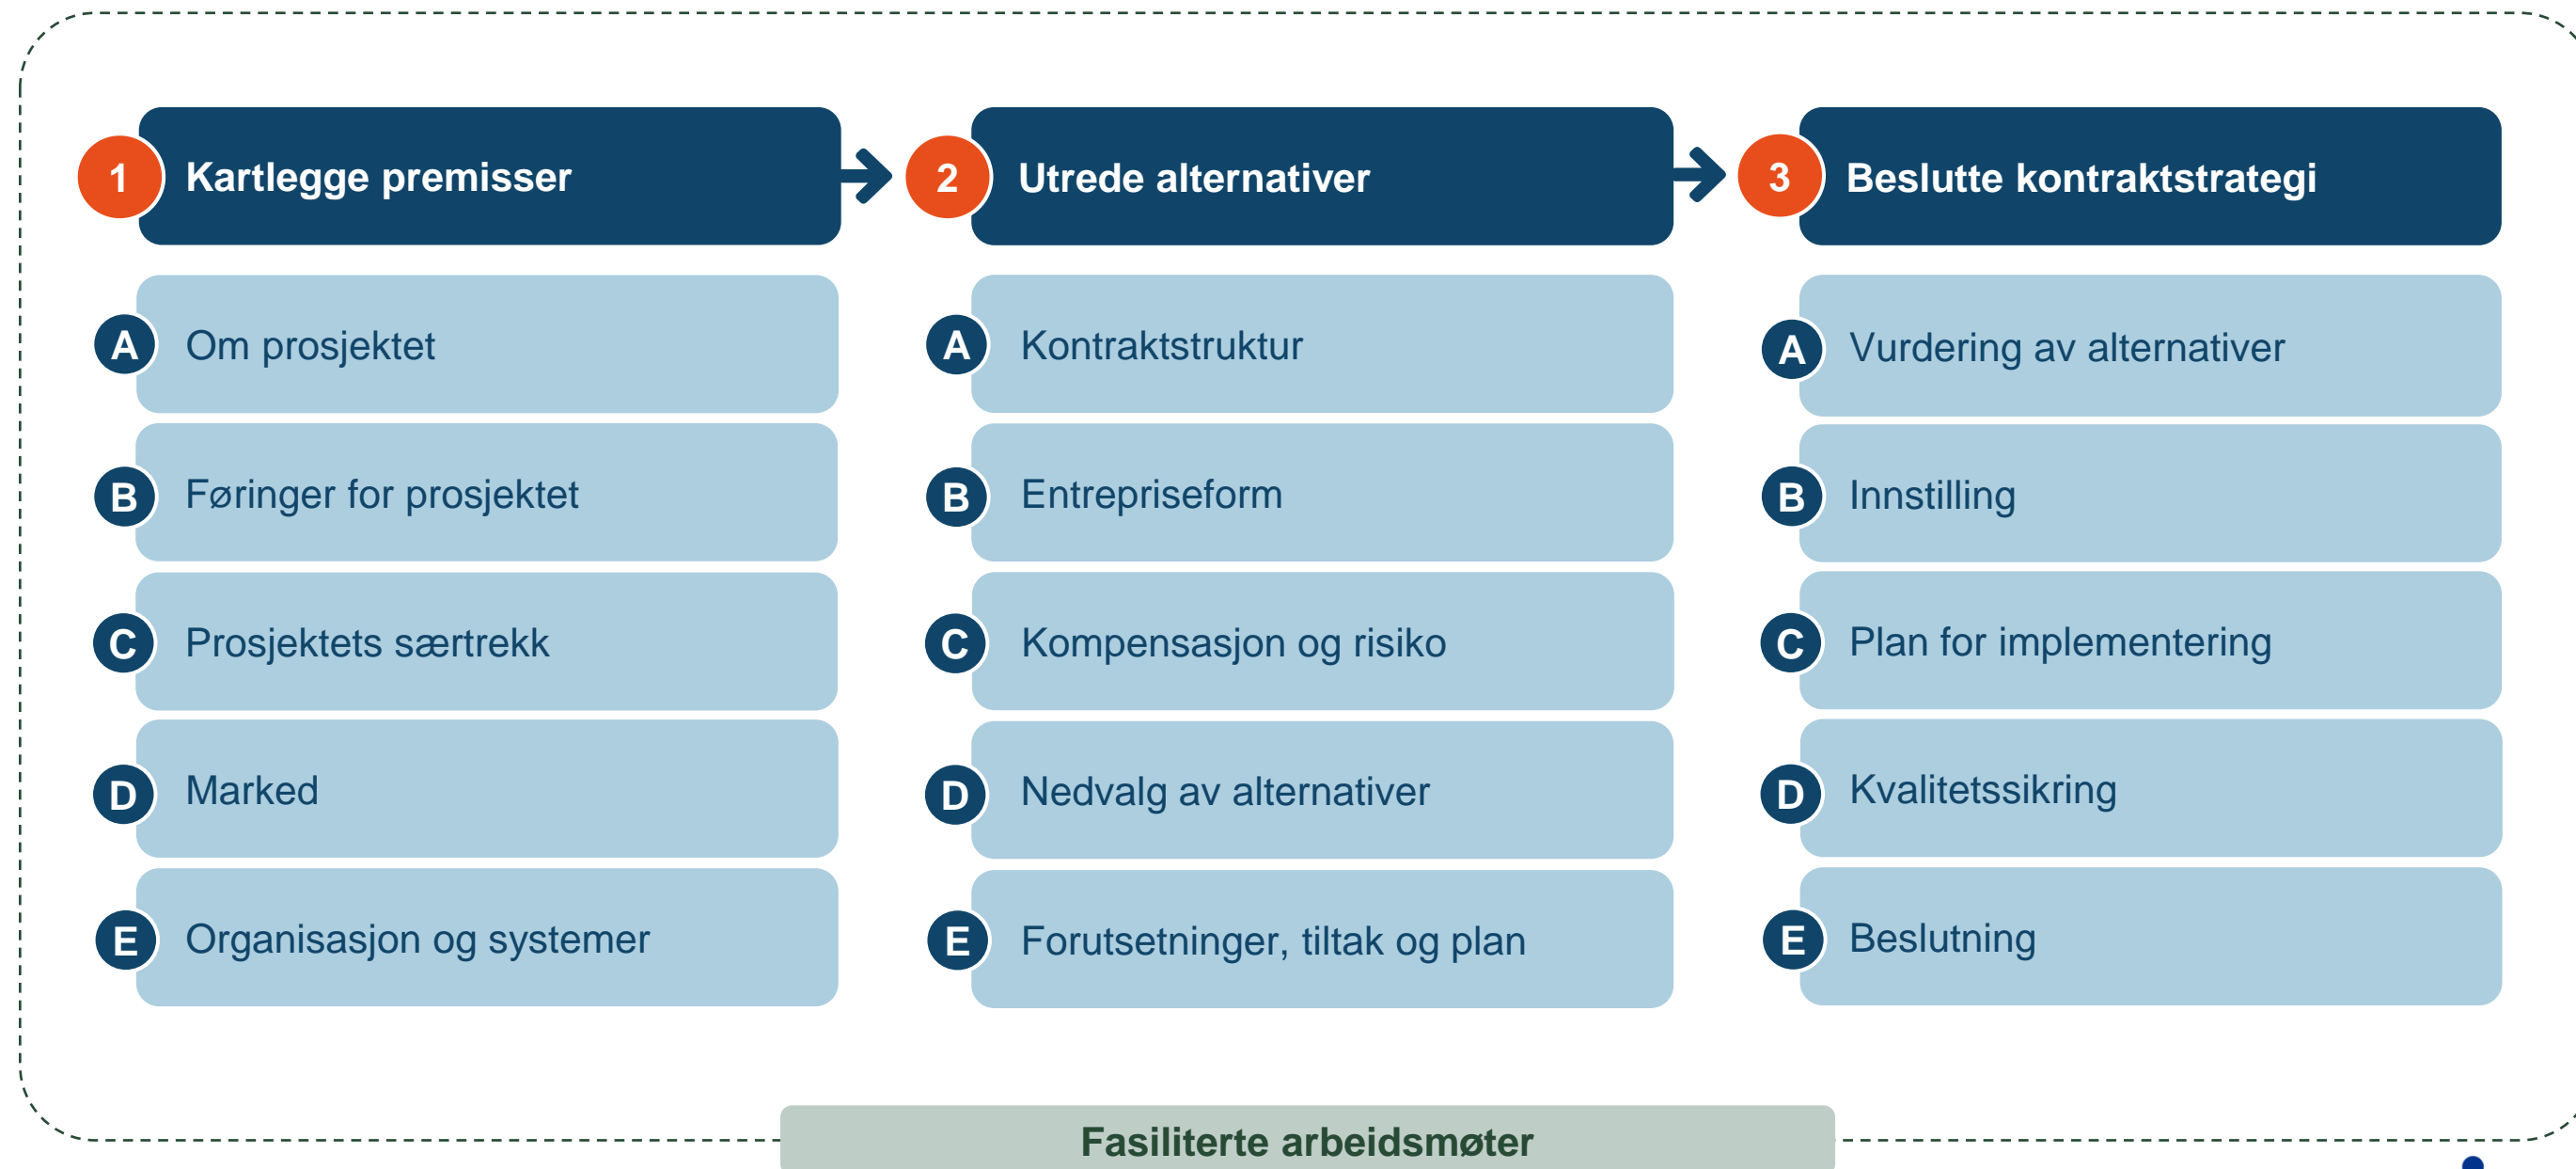 1 Kartlegge premisser
A Om prosjektet
B Føringer for prosjektet
C Prosjektets særtrekk
D Marked
E Organisasjon og systemer
2 Utrede alternativer
A Kontraktstruktur
B Entrepriseform
C Kompensasjon og risiko
D Nedvalg av alternativer
E Forutsetninger, tiltak og plan
3 Beslutte kontraktstrategi
A Vurdering av alternativer
B Innstilling
C Plan for implementering
D Kvalitetssikring
E Beslutning
Fasiliterte arbeidsmøter